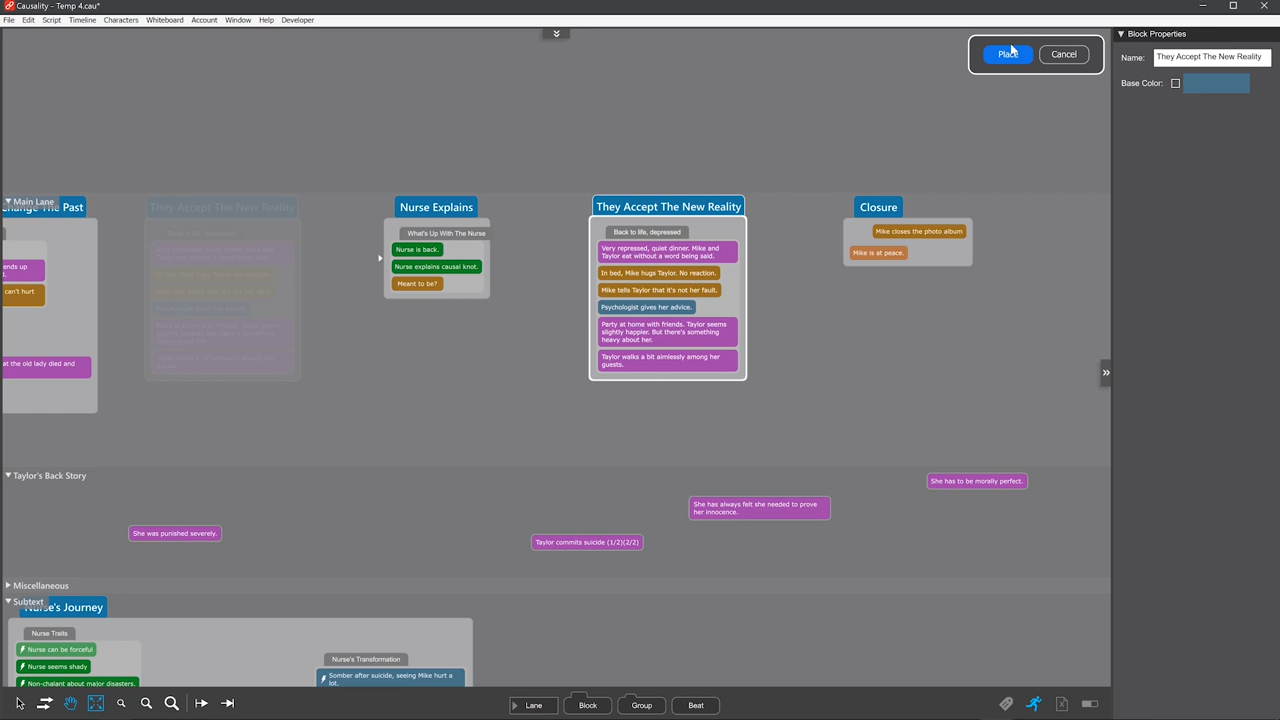 Causality - Temp 4.cau*
File Edit Script Timeline Characters Whiteboard Account Window Help Developer
Place Cancel
Block Properties
Name: They Accept The New Reality
Base Color:
Main Lane
Change The Past
ends up
can't hurt
at the old lady died and
They Accept The New Reality
Nurse Explains
What's Up With The Nurse
Nurse is back.
Nurse explains causal knot.
Meant to be?
They Accept The New Reality
Back to life, depressed
Very repressed, quiet dinner. Mike and
Taylor eat without a word being said.
In bed, Mike hugs Taylor. No reaction.
Mike tells Taylor that it's not her fault.
Psychologist gives her advice.
Party at home with friends. Taylor seems
slightly happier. But there's something
heavy about her.
Taylor walks a bit aimlessly among her
guests.
Closure
Mike closes the photo album
Mike is at peace.
Taylor's Back Story
She has to be morally perfect.
She has always felt she needed to prove
her innocence.
She was punished severely.
Taylor commits suicide (1/2)(2/2)
Miscellaneous
Subtext
Nurse's Journey
Nurse Traits
Nurse can be forceful
Nurse seems shady
Non-chalant about major disasters.
Nurse's Transformation
Somber after suicide, seeing Mike hurt a
lot.
Lane Block Group Beat